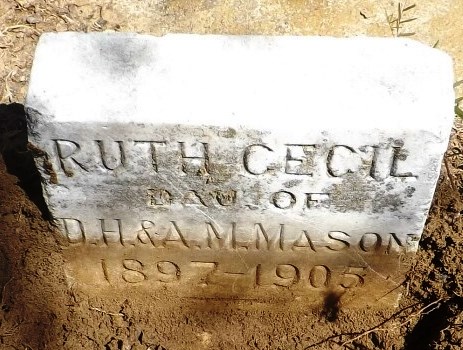 RUTH CECIL
DAU. OF
D.H.&A.M.MASON
1897-1905